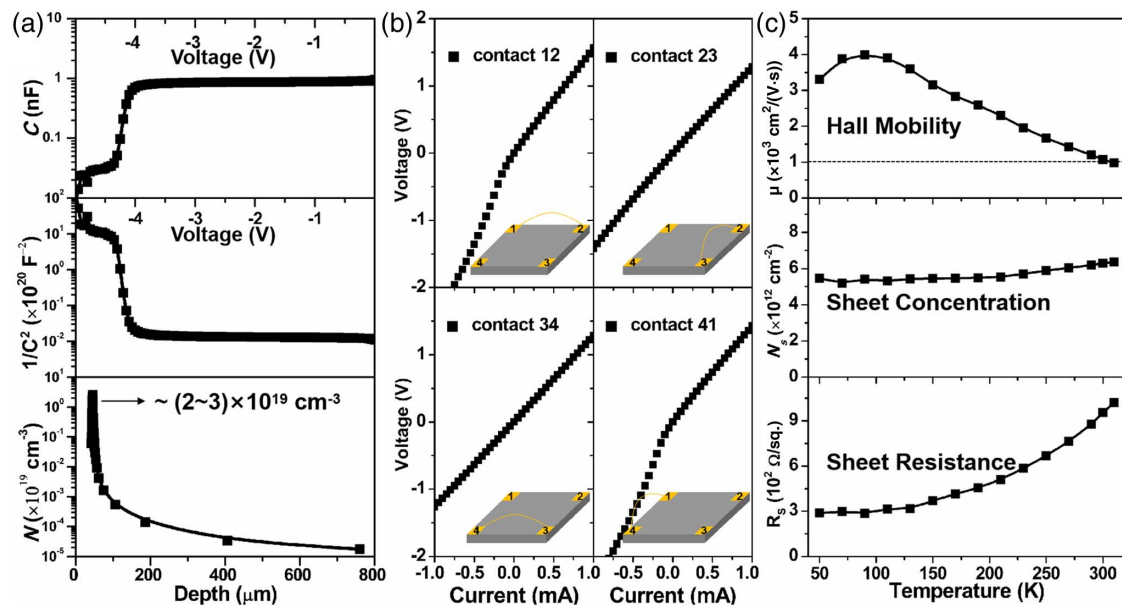 (a)
-4 -3 -2 -1 0
Voltage (V)
10
1
0.1
C (nF)
10²
-4 -3 -2 -1 0
Voltage (V)
10¹
10⁰
10⁻¹
10⁻²
10¹
1/C² (×10²⁰ F⁻²)
10⁰
10⁻¹
10⁻²
10⁻³
10⁻⁴
10⁻⁵
N (×10¹⁹ cm⁻³)
~ (2~3)×10¹⁹ cm⁻³
0 200 400 600 800
Depth (μm)
(b)
2
1
0
-1
-2
Voltage (V)
contact 12
1 2 3 4
contact 23
1 2 3 4
2
1
0
-1
-2
Voltage (V)
contact 34
1 2 3 4
contact 41
1 2 3 4
-1.0 -0.5 0.0 0.5 1.0
Current (mA)
-0.5 0.0 0.5 1.0
Current (mA)
(c)
5
4
3
2
1
0
μ (×10³ cm²/(V·s)
Hall Mobility
9
6
3
0
Nₛ (×10¹² cm⁻²)
Sheet Concentration
9
6
3
0
Rₛ (10² Ω/sq.)
Sheet Resistance
50 100 150 200 250 300
Temperature (K)